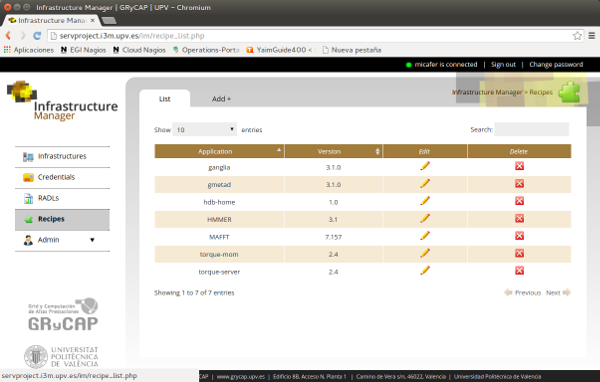 Infrastructure Manager | GRyCAP | UPV - Chromium
Infrastructure Mana
servproject.i3m.upv.es/im/recipe_list.php
Aplicaciones N EGI Nagios N Cloud Nagios Operations-Porta YaimGuide400 < Nueva pestaña
micafer is connected | Sign out | Change password
Infrastructure Manager
Infrastructure Manager > Recipes
List Add +
Show 10 entries Search:
Infrastructures
Credentials
RADLs
Recipes
Admin
Application Version Edit Delete
ganglia 3.1.0
gmetad 3.1.0
hdb-home 1.0
HMMER 3.1
MAFFT 7.157
torque-mom 2.4
torque-server 2.4
Showing 1 to 7 of 7 entries Previous Next
Grid y Computación de Altas Prestaciones
GRyCAP
UNIVERSITAT POLITÈCNICA DE VALÈNCIA
servproject.i3m.upv.es/im/recipe_list.php
CAP | www.grycap.upv.es | Edificio 8B, Acceso N, Planta 1 | Camino de Vera s/n, 46022, Valencia | Universidad Politécnica de Valencia